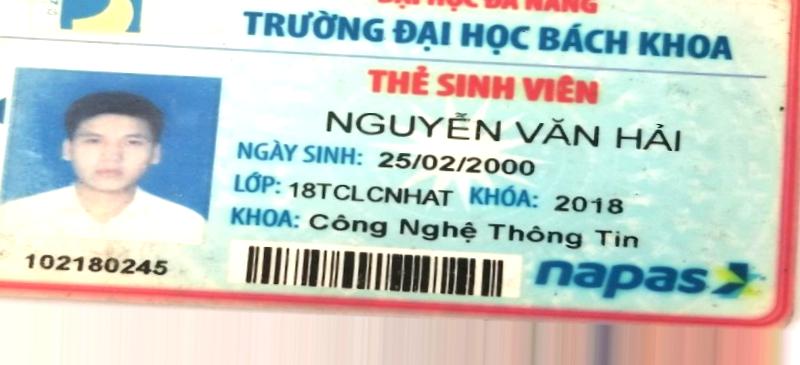 ĐẠI HỌC ĐÀ NẴNG
TRƯỜNG ĐẠI HỌC BÁCH KHOA
THẺ SINH VIÊN
NGUYỄN VĂN HẢI
NGÀY SINH: 25/02/2000
LỚP: 18TCLCNHAT KHÓA: 2018
KHOA: Công Nghệ Thông Tin
102180245
napas